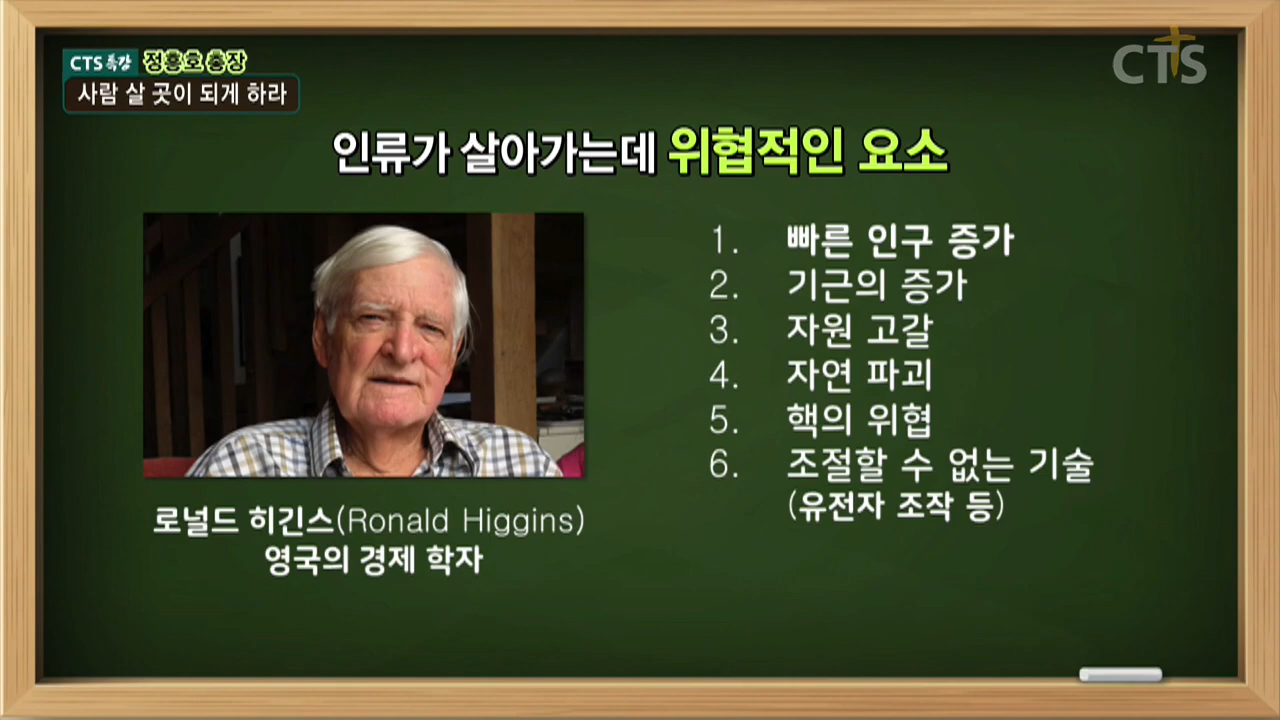 CTS 특강 정흥호 총장
사람 살 곳이 되게 하라
CTS
인류가 살아가는데 위협적인 요소
1. 빠른 인구 증가
2. 기근의 증가
3. 자원 고갈
4. 자연 파괴
5. 핵의 위협
6. 조절할 수 없는 기술
(유전자 조작 등)
로널드 히긴스(Ronald Higgins)
영국의 경제 학자